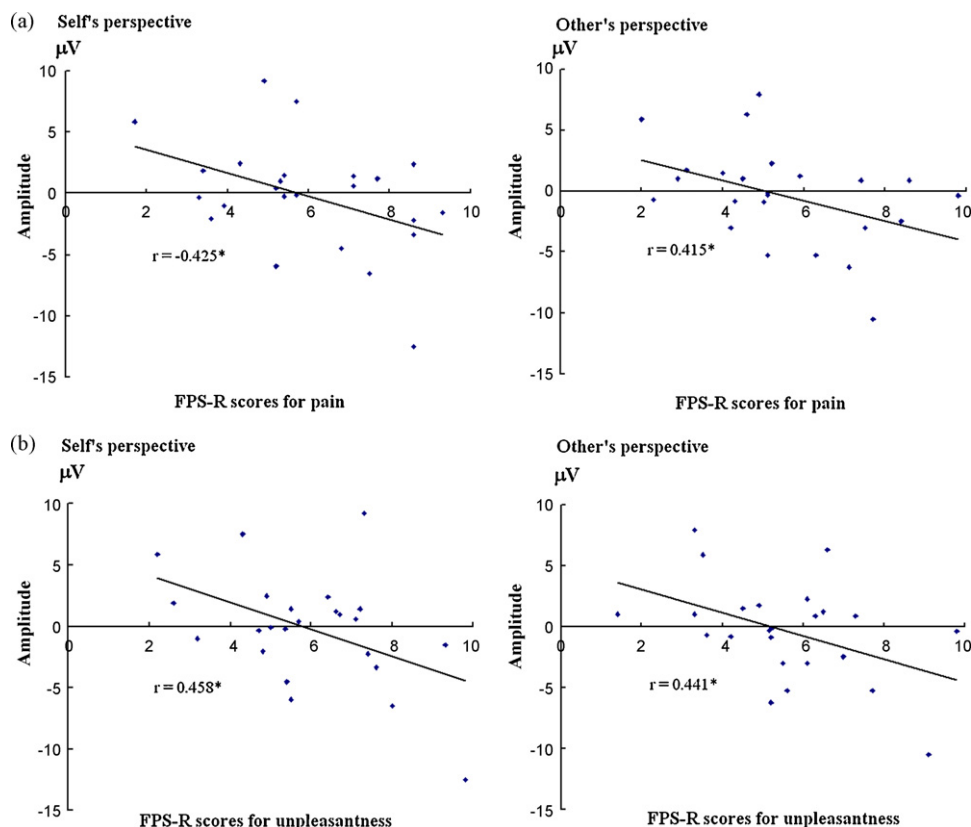 (a) Self's perspective
μV
10
5
0
-5
-10
-15
0 2 4 6 8 10
Amplitude
r = -0.425*
FPS-R scores for pain
Other's perspective
μV
10
5
0
-5
-10
-15
0 2 4 6 8 10
Amplitude
r = 0.415*
FPS-R scores for pain
(b) Self's perspective
μV
10
5
0
-5
-10
-15
0 2 4 6 8 10
Amplitude
r = 0.458*
FPS-R scores for unpleasantness
Other's perspective
μV
10
5
0
-5
-10
-15
0 2 4 6 8 10
Amplitude
r = 0.441*
FPS-R scores for unpleasantness